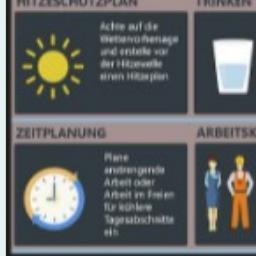 HITZESCHUTZPLAN
TRINKEN
Achte auf die
Wettervorhersage
und erstelle vor
der Hitzewelle
einen Hitzeplan
ZEITPLANUNG
ARBEITSK
Plane
anstrengende
Arbeit oder
Arbeit im Freien
für kühlere
Tagesabschnitte
ein